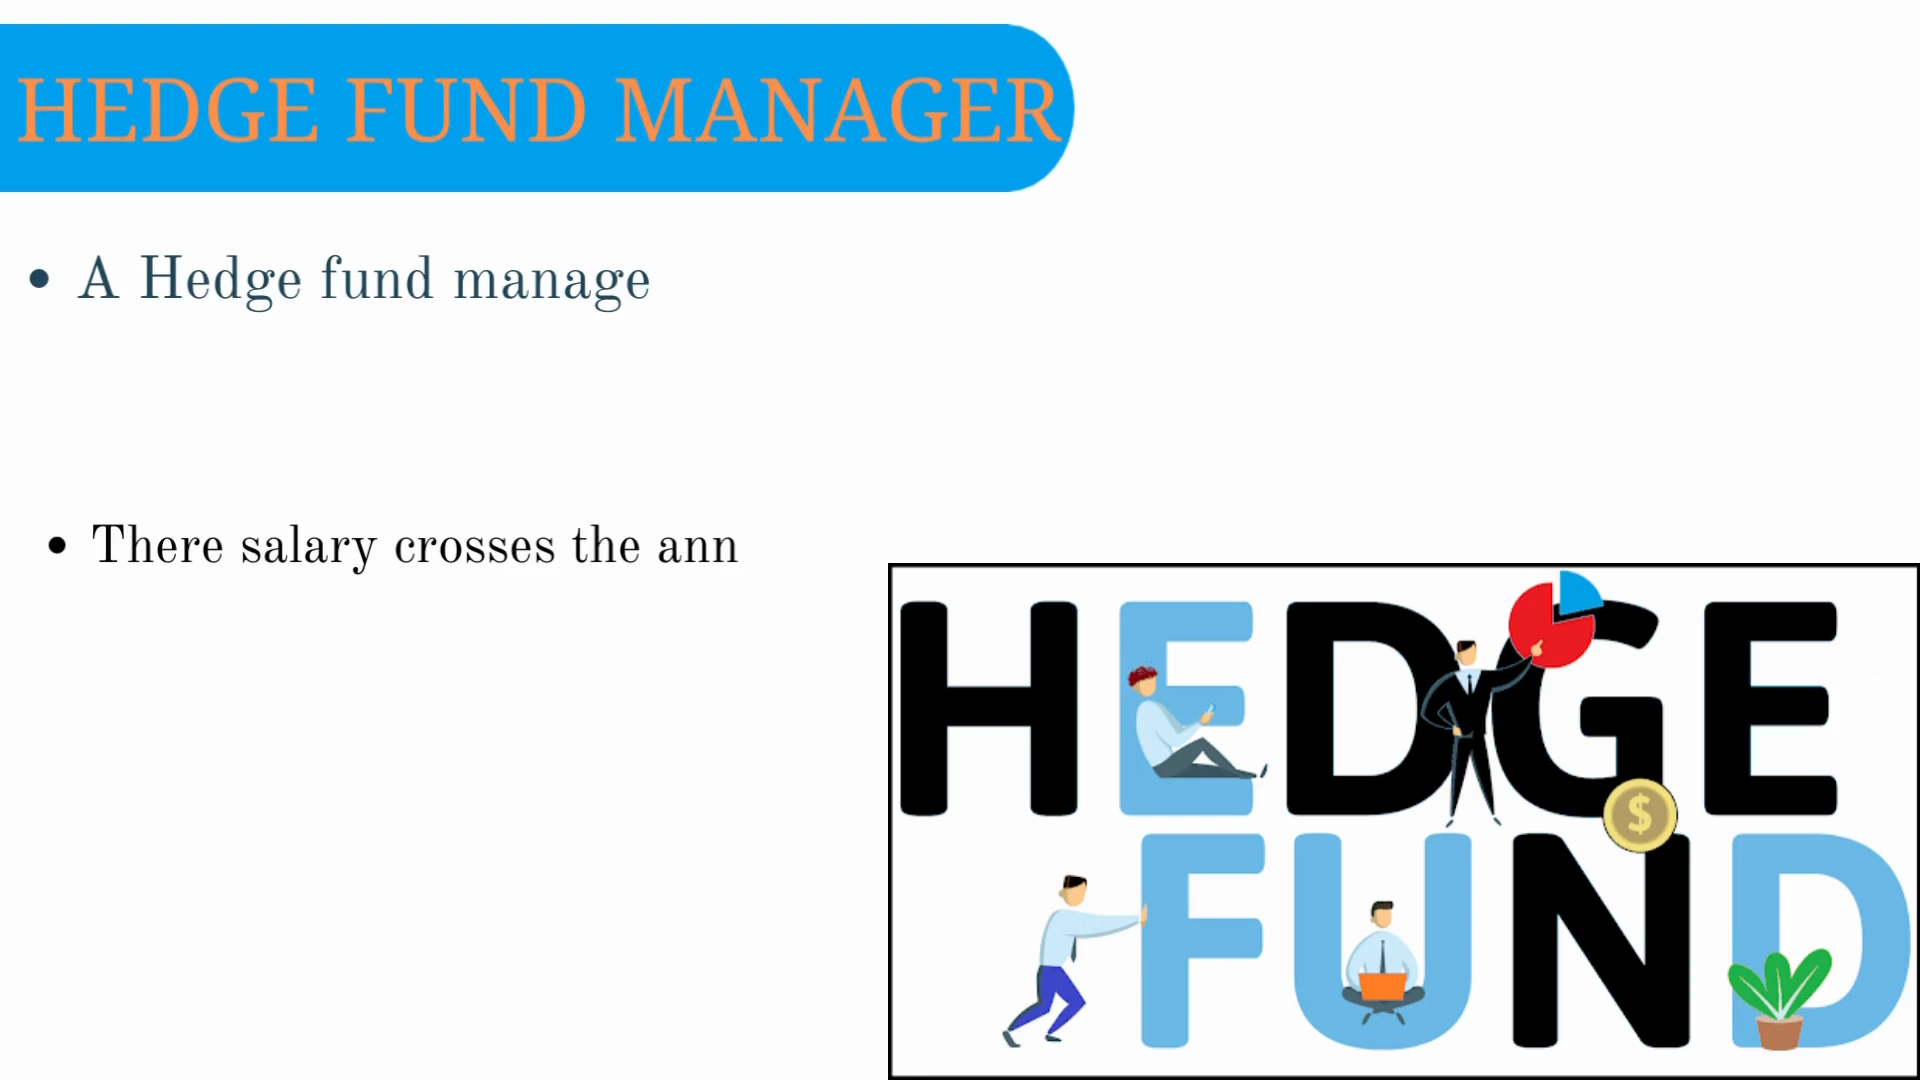 HEDGE FUND MANAGER
• A Hedge fund manage
• There salary crosses the ann
HEDGE
$
FUND